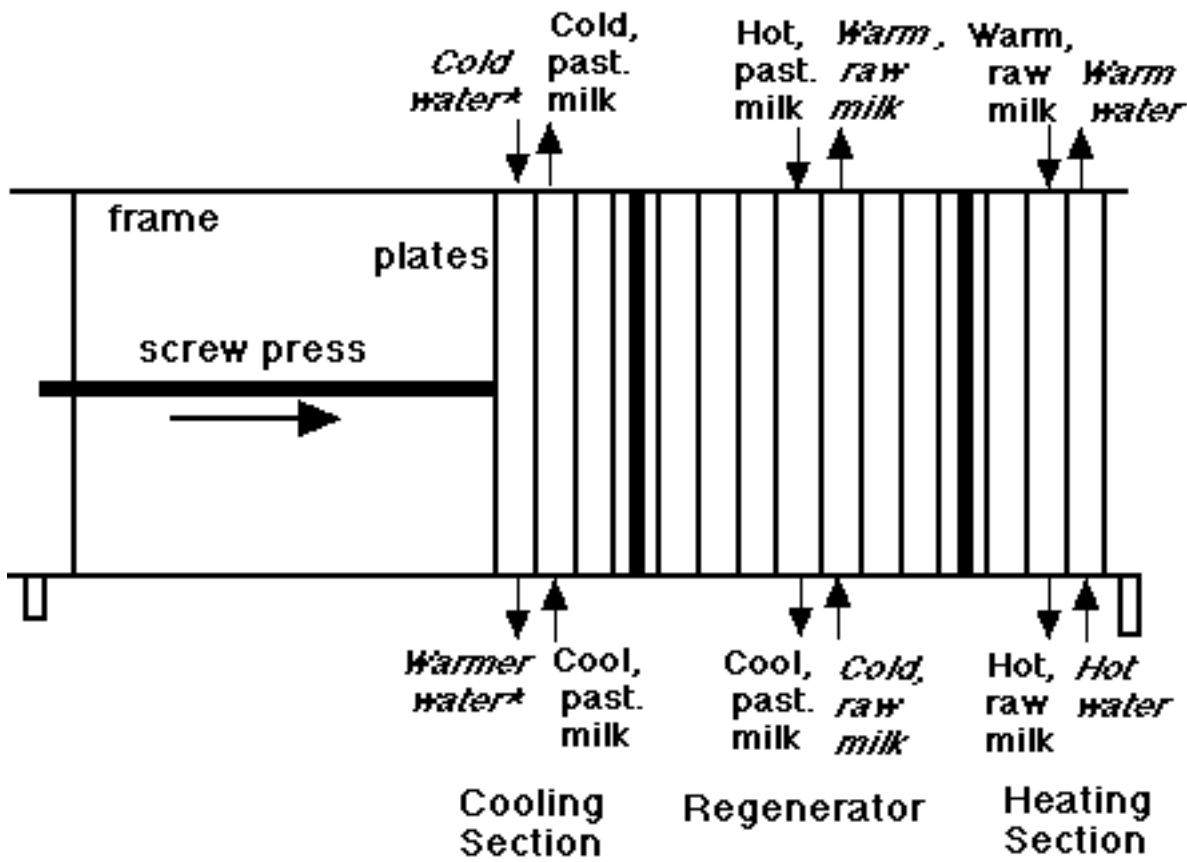 Cold
water*
Cold,
past.
milk
Hot,
past.
milk
Warm,
raw
milk
Warm,
raw
milk
Warm
water
frame
plates
screw press
Warmer
water*
Cool,
past.
milk
Cool,
past.
milk
Cold,
raw
milk
Hot,
raw
milk
Hot
water
Cooling
Section
Regenerator
Heating
Section